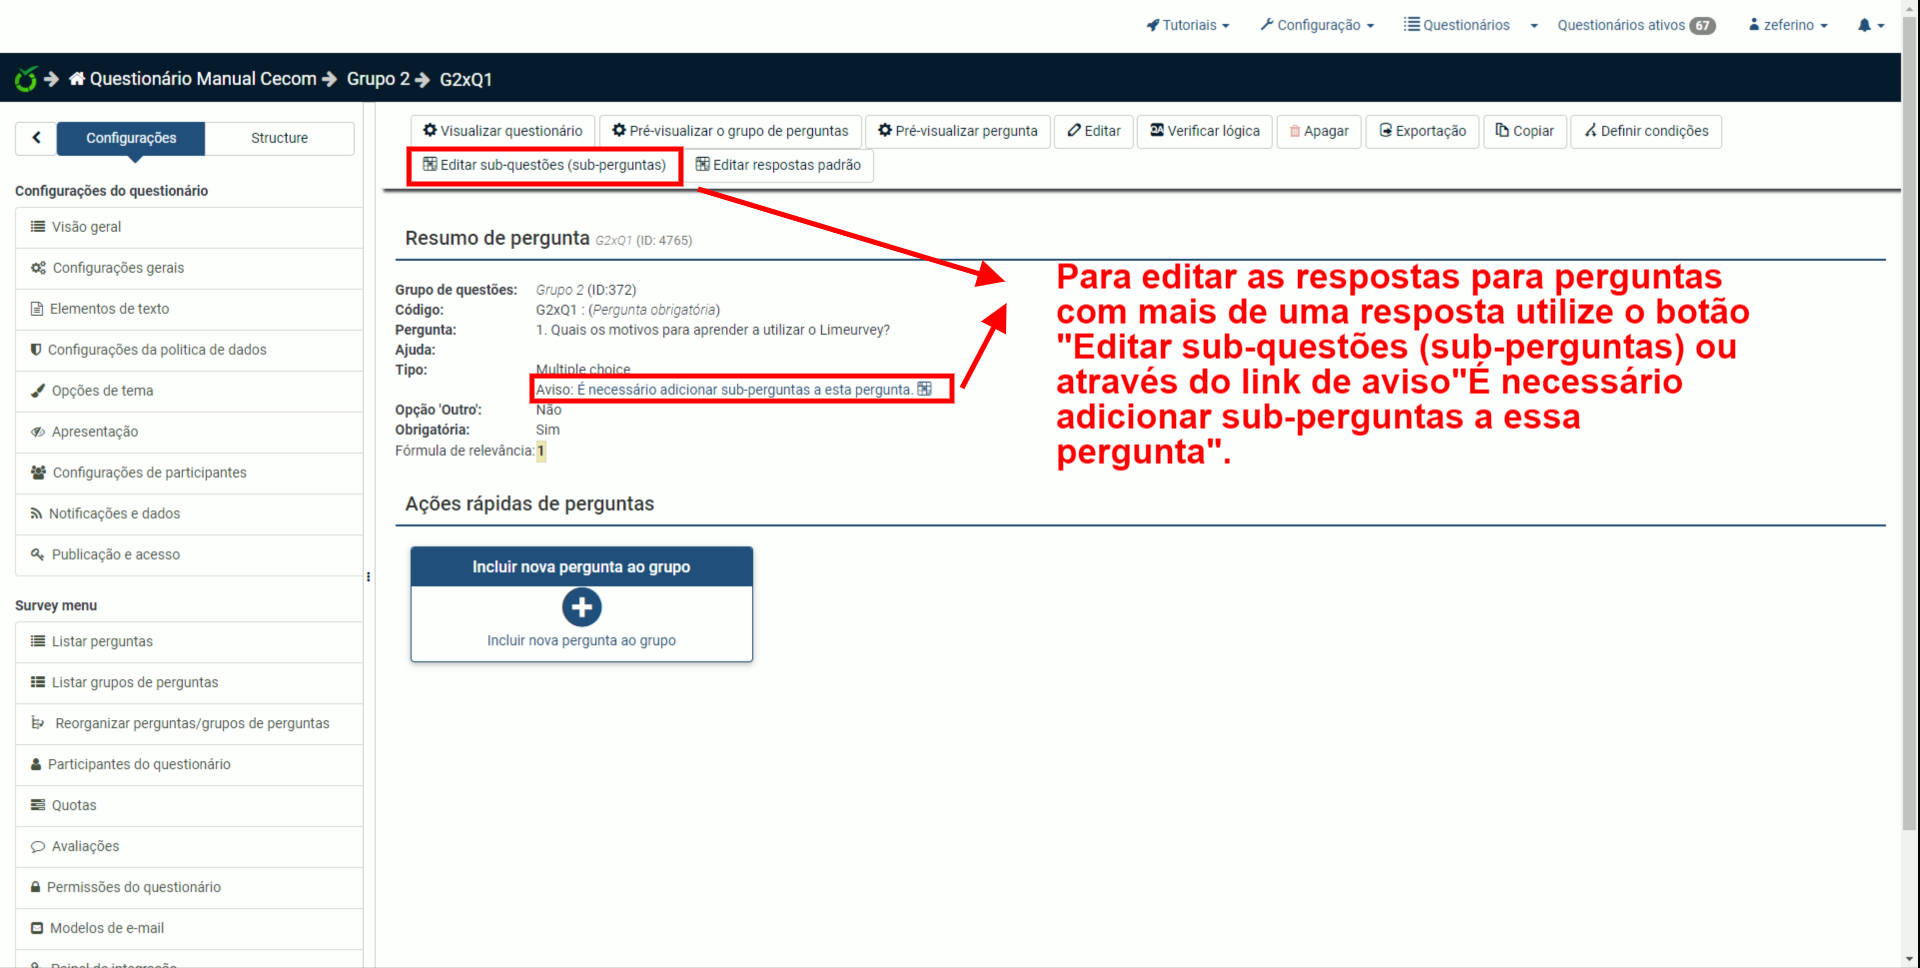 Tutoriais
Configuração
Questionários
Questionários ativos 67
zeferino
Questionário Manual Cecom
Grupo 2
G2xQ1
Configurações
Structure
Visualizar questionário
Pré-visualizar o grupo de perguntas
Pré-visualizar pergunta
Editar
Verificar lógica
Apagar
Exportação
Copiar
Definir condições
Editar sub-questões (sub-perguntas)
Editar respostas padrão
Configurações do questionário
Visão geral
Configurações gerais
Elementos de texto
Configurações da politica de dados
Opções de tema
Apresentação
Configurações de participantes
Notificações e dados
Publicação e acesso
Survey menu
Listar perguntas
Listar grupos de perguntas
Reorganizar perguntas/grupos de perguntas
Participantes do questionário
Quotas
Avaliações
Permissões do questionário
Modelos de e-mail
Painel de integração
Resumo de pergunta G2xQ1 (ID: 4765)
Grupo de questões: Grupo 2 (ID:372)
Código: G2xQ1 : (Pergunta obrigatória)
Pergunta: 1. Quais os motivos para aprender a utilizar o Limeurvey?
Ajuda:
Tipo: Multiple choice
Aviso: É necessário adicionar sub-perguntas a esta pergunta.
Opção 'Outro': Não
Obrigatória: Sim
Fórmula de relevância: 1
Para editar as respostas para perguntas
com mais de uma resposta utilize o botão
"Editar sub-questões (sub-perguntas) ou
através do link de aviso"É necessário
adicionar sub-perguntas a essa
pergunta".
Ações rápidas de perguntas
Incluir nova pergunta ao grupo
Incluir nova pergunta ao grupo